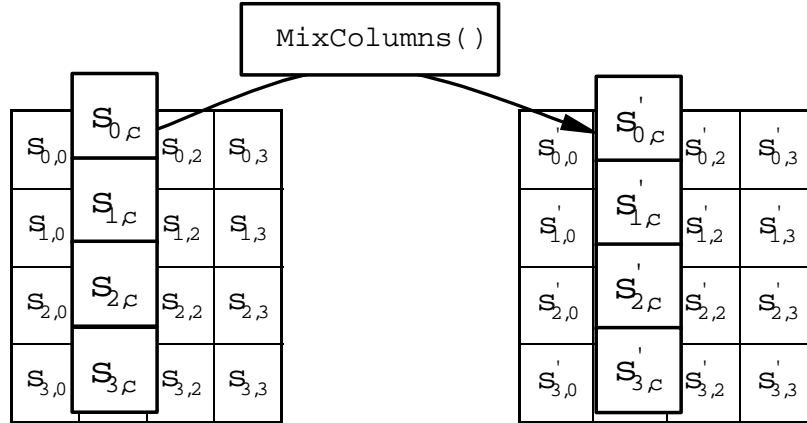 MixColumns()
S0,0 S0,c S0,2 S0,3 S'0,0 S'0,c S'0,2 S'0,3
S1,0 S1,c S1,2 S1,3 S'1,0 S'1,c S'1,2 S'1,3
S2,0 S2,c S2,2 S2,3 S'2,0 S'2,c S'2,2 S'2,3
S3,0 S3,c S3,2 S3,3 S'3,0 S'3,c S'3,2 S'3,3